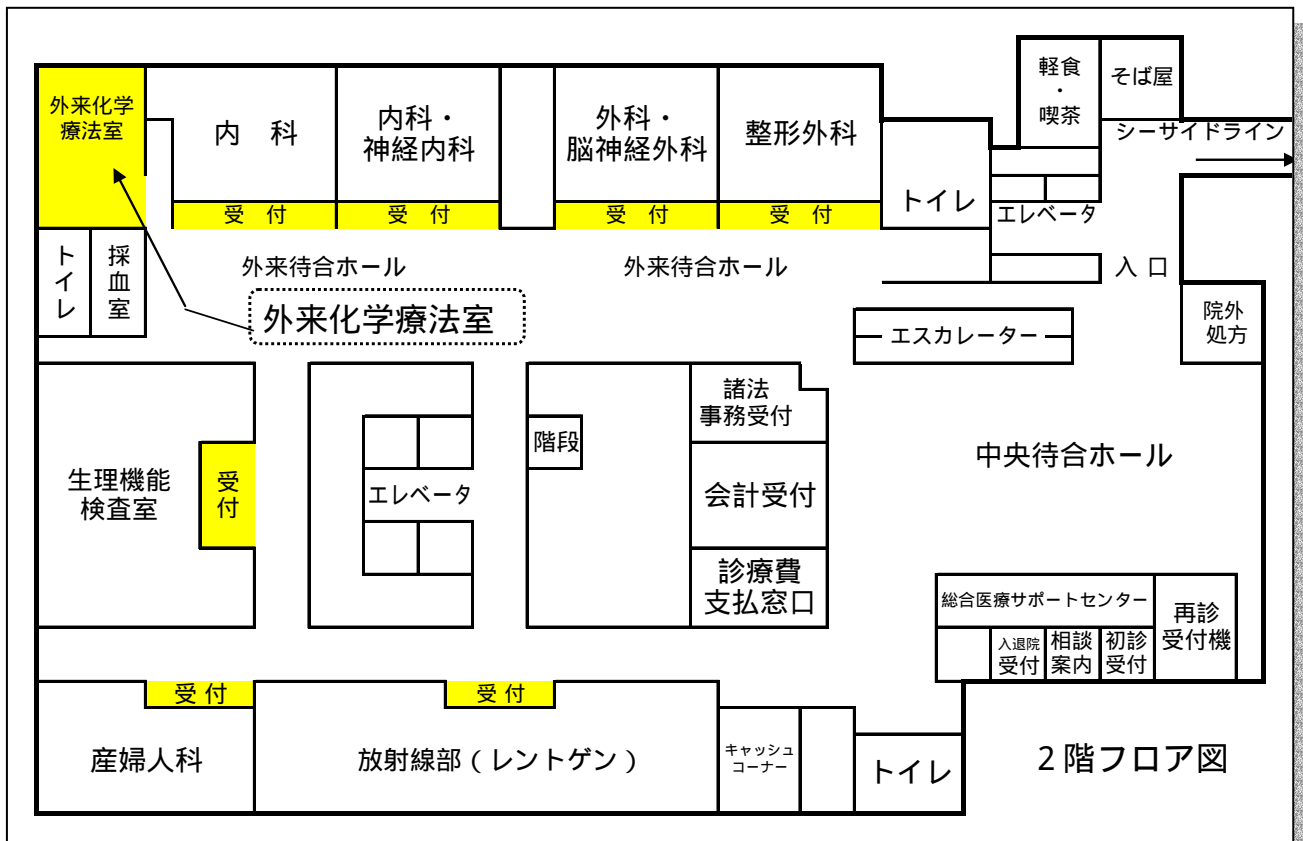 軽食
・
喫茶
そば屋
シーサイドライン
外来化学
療法室
内　科
内科・
神経内科
外科・
脳神経外科
整形外科
トイレ
エレベータ
受　付
受　付
受　付
受　付
トイレ
採血室
外来待合ホール
外来待合ホール
入 口
外来化学療法室
エスカレーター
院外
処方
諸法
事務受付
階段
中央待合ホール
生理機能
検査室
受付
エレベータ
会計受付
診療費
支払窓口
総合医療サポートセンター
再診
受付機
入退院
受付
相談
案内
初診
受付
受 付
受 付
産婦人科
放射線部（レントゲン）
キャッシュ
コーナー
トイレ
２階フロア図